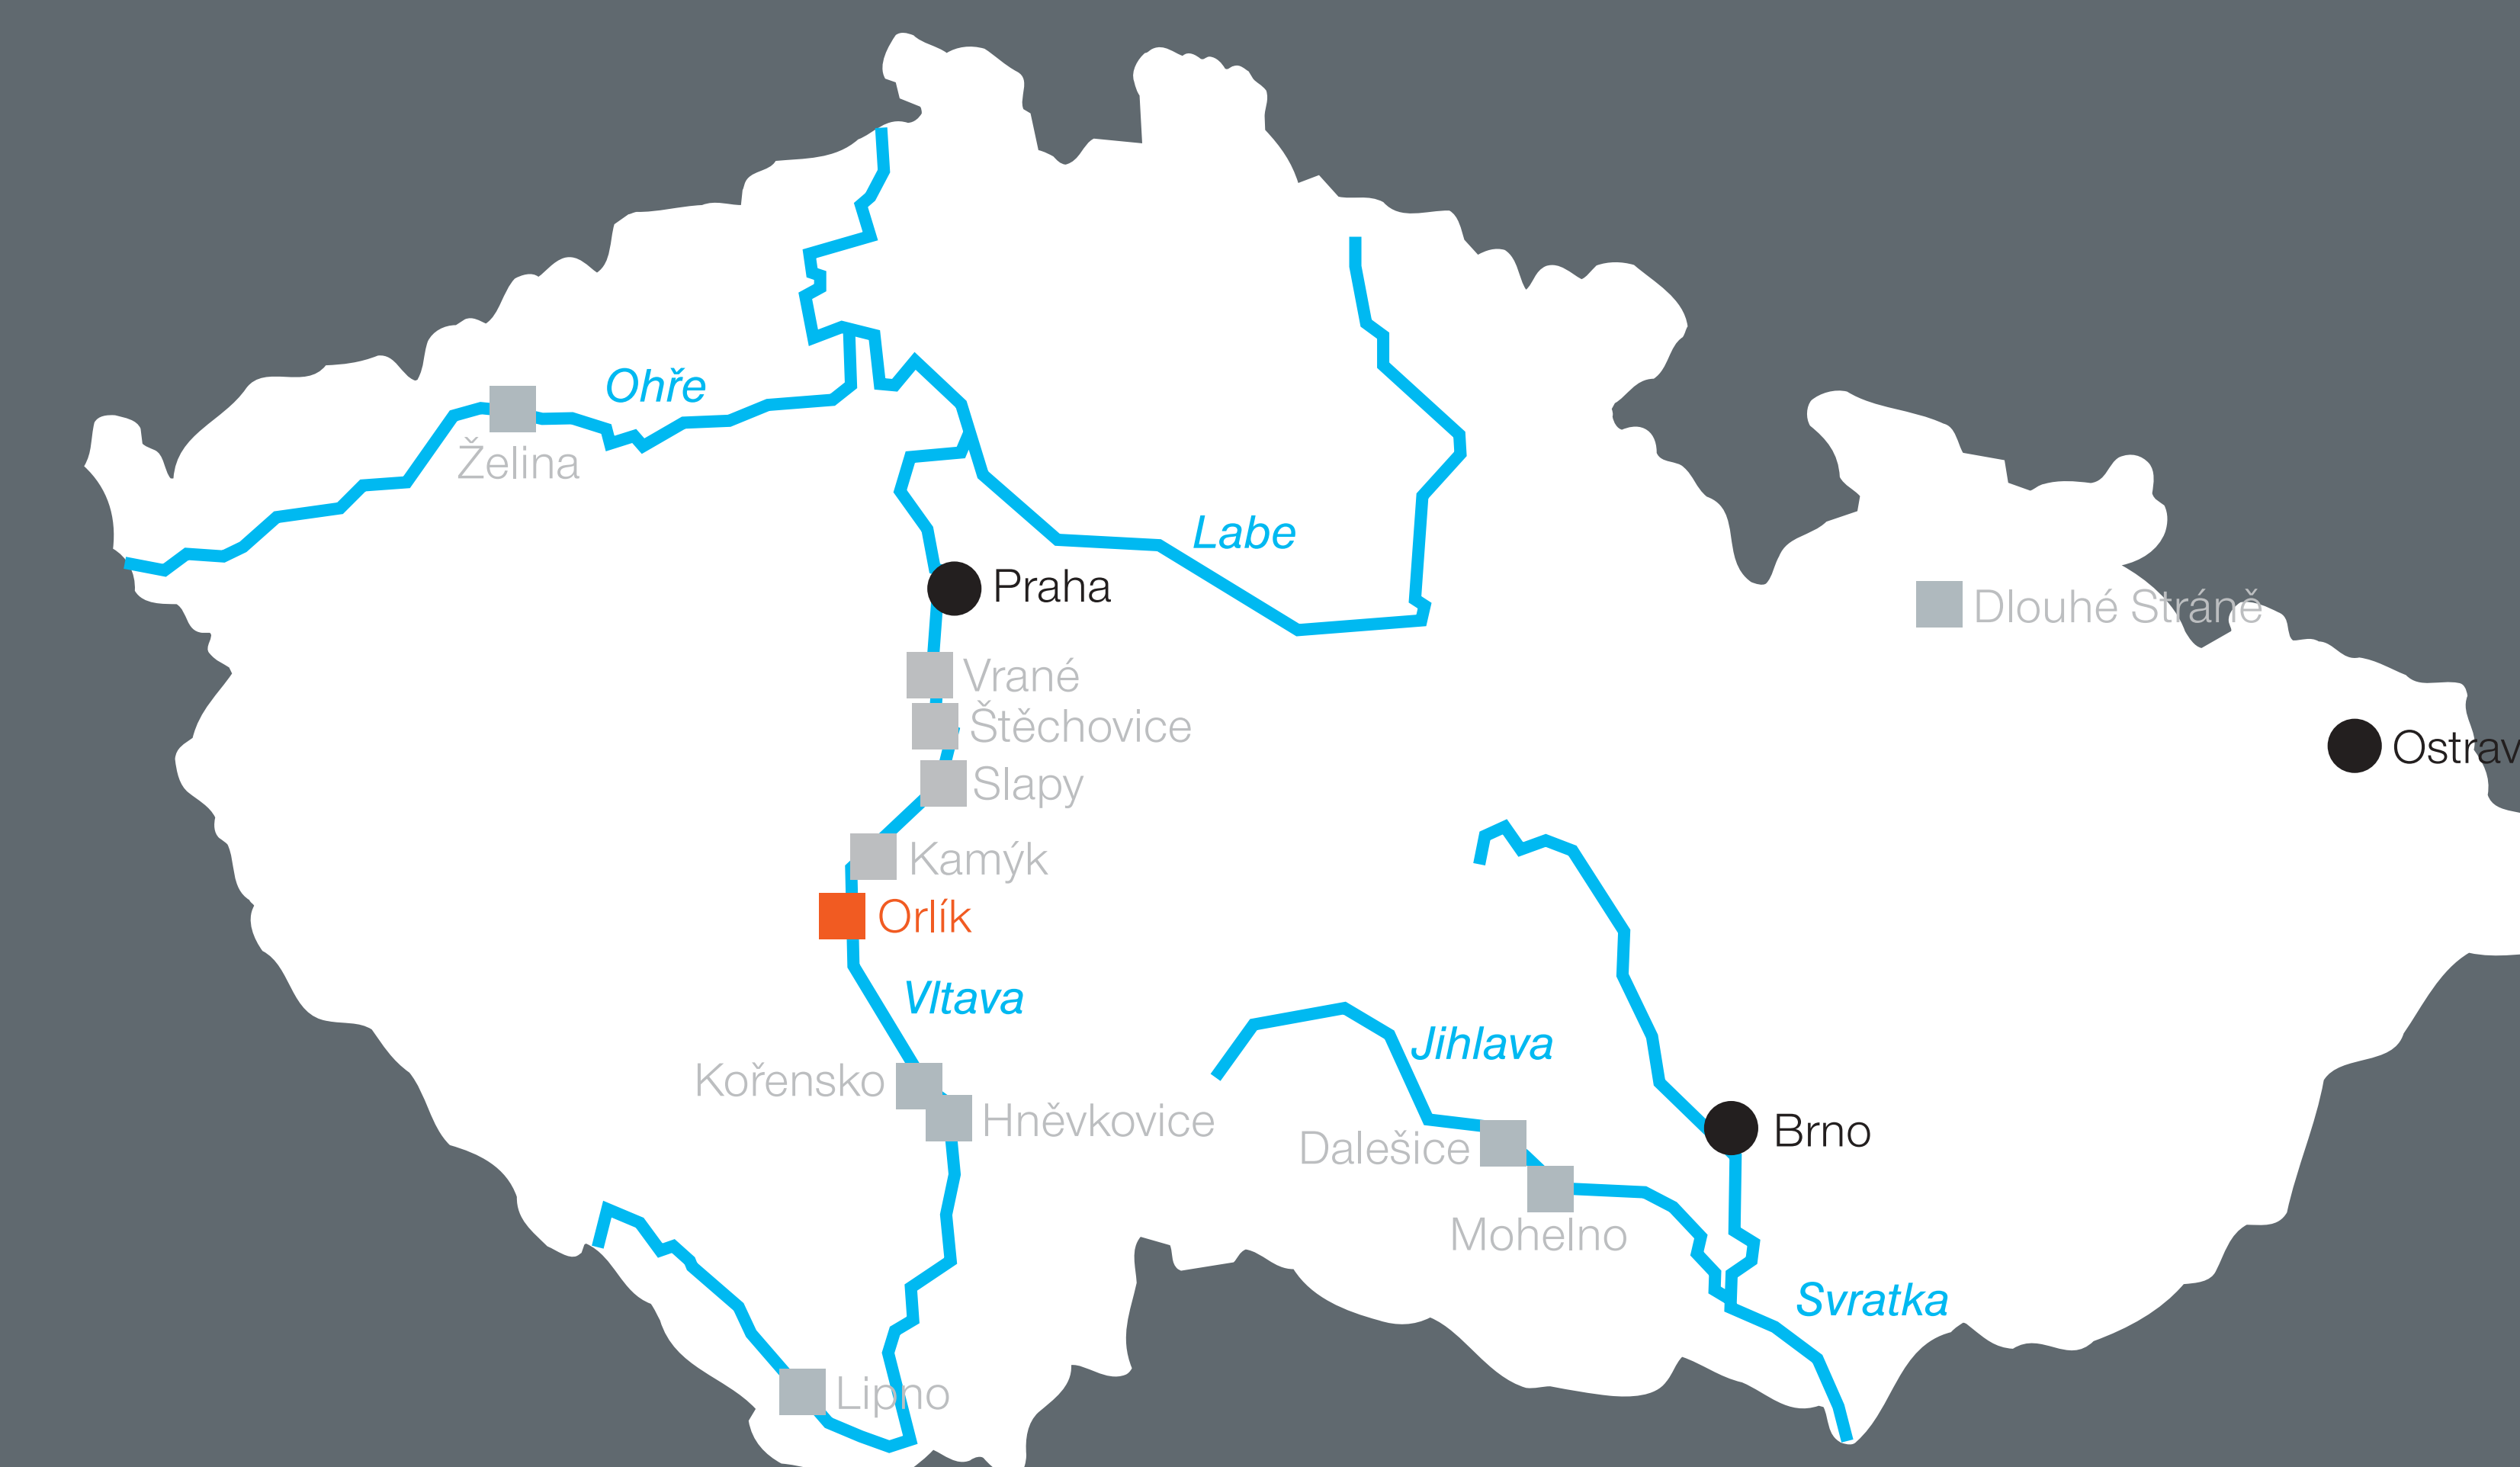 Ohře
Želina
Labe
Praha
Dlouhé Stráně
Vrané
Štěchovice
Ostrav
Slapy
Kamýk
Orlík
Vltava
Jihlava
Kořensko
Hněvkovice
Brno
Dalešice
Mohelno
Svratka
Lipno